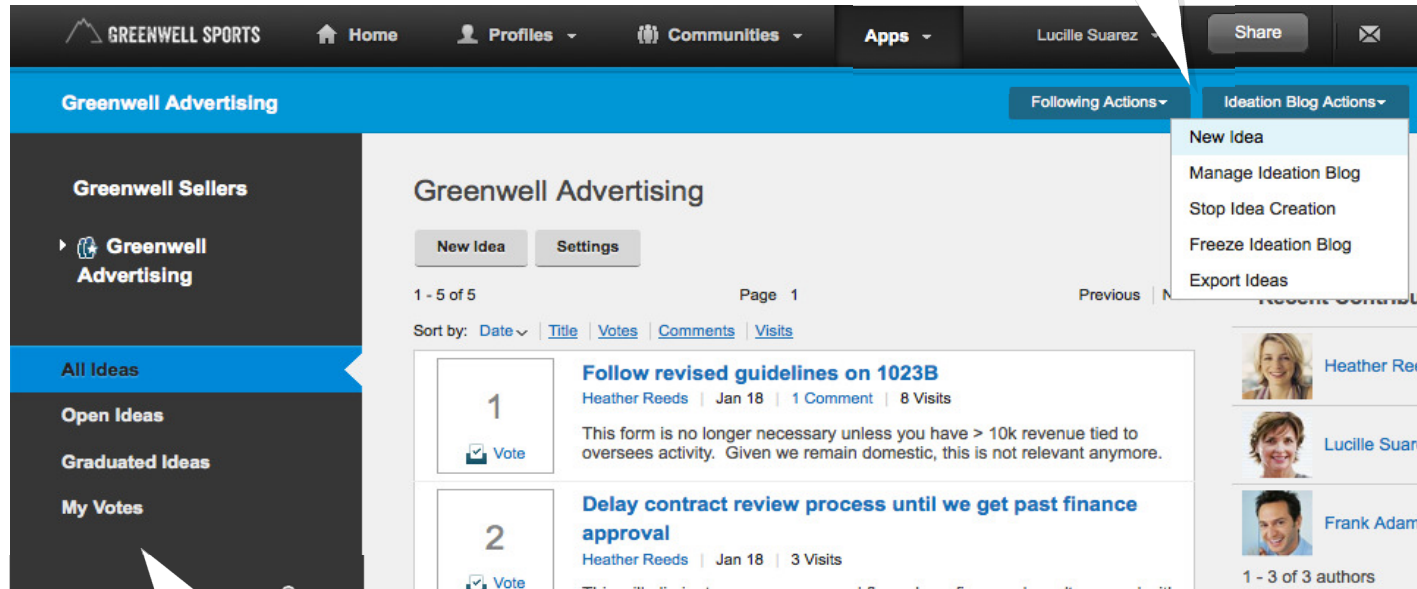 GREENWELL SPORTS Home Profiles Communities Apps Lucille Suarez Share
Greenwell Advertising Following Actions Ideation Blog Actions
New Idea
Manage Ideation Blog
Stop Idea Creation
Freeze Ideation Blog
Export Ideas
Greenwell Sellers
Greenwell
Advertising
All Ideas
Open Ideas
Graduated Ideas
My Votes
Greenwell Advertising
New Idea Settings
1 - 5 of 5 Page 1 Previous
Sort by: Date Title Votes Comments Visits
1
Vote
Follow revised guidelines on 1023B
Heather Reeds | Jan 18 | 1 Comment | 8 Visits
This form is no longer necessary unless you have > 10k revenue tied to
oversees activity. Given we remain domestic, this is not relevant anymore.
2
Vote
Delay contract review process until we get past finance
approval
Heather Reeds | Jan 18 | 3 Visits
Recent
Heather
Lucille
Frank
1 - 3 of 3 authors